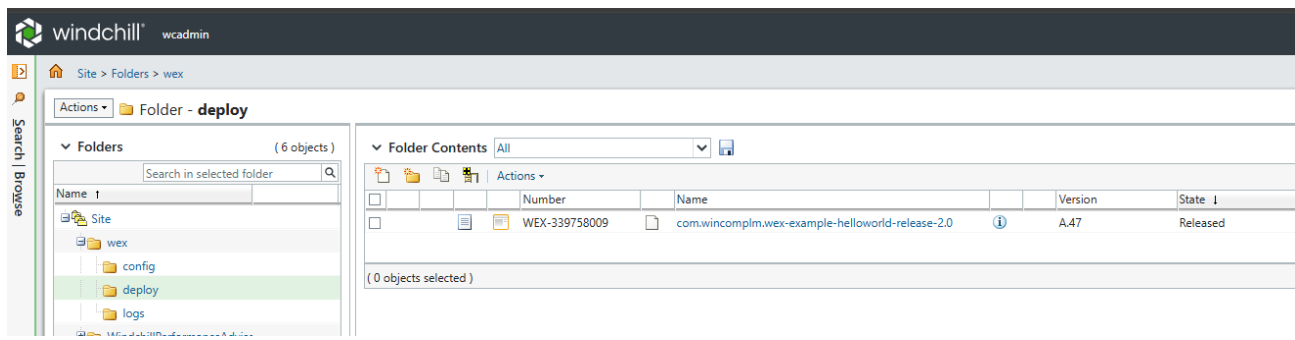 windchill® wcadmin
Site > Folders > wex
Actions Folder - deploy
Search | Browse
Folders ( 6 objects )
Search in selected folder
Name ↑
Site
wex
config
deploy
logs
Folder Contents All
Actions
Number Name Version State ↓
WEX-339758009 com.wincomplm.wex-example-helloworld-release-2.0 A.47 Released
( 0 objects selected )